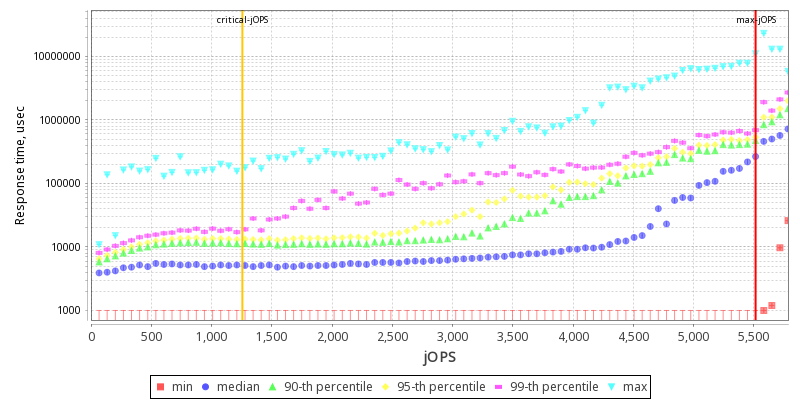 critical-jOPS
max-jOPS
10000000
1000000
100000
10000
1000
Response time, usec
0
500
1,000
1,500
2,000
2,500
3,000
3,500
4,000
4,500
5,000
5,500
jOPS
min
median
90-th percentile
95-th percentile
99-th percentile
max